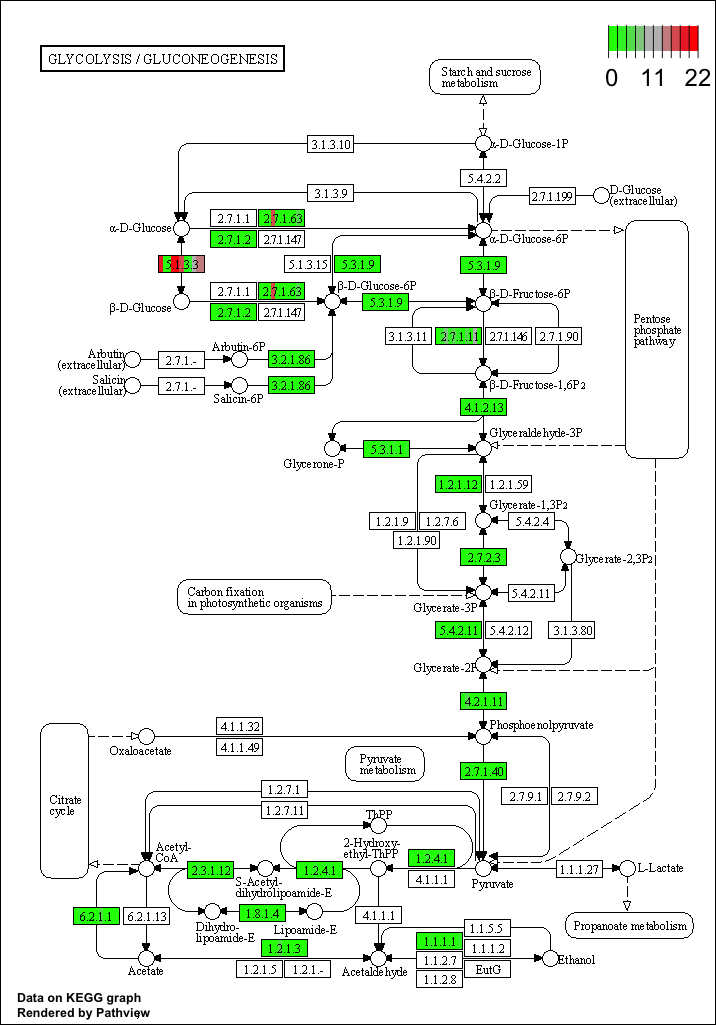 GLYCOLYSIS / GLUCONEOGENESIS
0 11 22
Starch and sucrose
metabolism
3.1.3.10
α-D-Glucose-1P
5.4.2.2
3.1.3.9
2.7.1.199
D-Glucose
(extracellular)
2.7.1.1
2.7.1.63
α-D-Glucose
2.7.1.2
2.7.1.147
α-D-Glucose-6P
5.1.3.3
5.1.3.15
5.3.1.9
5.3.1.9
β-D-Glucose-6P
2.7.1.1
2.7.1.63
β-D-Glucose
2.7.1.2
2.7.1.147
5.3.1.9
β-D-Fructose-6P
Pentose
phosphate
pathway
3.1.3.11
2.7.1.11
2.7.1.146
2.7.1.90
Arbutin
(extracellular)
2.7.1.-
Arbutin-6P
3.2.1.86
Salicin
(extracellular)
2.7.1.-
Salicin-6P
3.2.1.86
β-D-Fructose-1,6P2
4.1.2.13
Glyceraldehyde-3P
5.3.1.1
Glycerone-P
1.2.1.12
1.2.1.59
Glycerate-1,3P2
1.2.1.9
1.2.7.6
1.2.1.90
5.4.2.4
2.7.2.3
Glycerate-2,3P2
Carbon fixation
in photosynthetic organisms
Glycerate-3P
5.4.2.11
5.4.2.11
5.4.2.12
3.1.3.80
Glycerate-2P
4.2.1.11
4.1.1.32
Oxaloacetate
4.1.1.49
Phosphoenolpyruvate
Pyruvate
metabolism
2.7.1.40
Citrate
cycle
1.2.7.1
1.2.7.11
2.7.9.1
2.7.9.2
ThPP
2-Hydroxy-
ethyl-ThPP
Acetyl-
CoA
2.3.1.12
S-Acetyl-
dihydrolipoamide-E
1.2.4.1
1.2.4.1
4.1.1.1
Pyruvate
1.1.1.27
L-Lactate
6.2.1.1
6.2.1.13
1.8.1.4
Dihydro-
lipoamide-E
Lipoamide-E
4.1.1.1
Propanoate metabolism
1.2.1.3
1.2.1.5
1.2.1.-
Acetate
Acetaldehyde
1.1.1.1
1.1.2.7
1.1.2.8
1.1.5.5
1.1.1.2
EutG
Ethanol
Data on KEGG graph
Rendered by Pathview